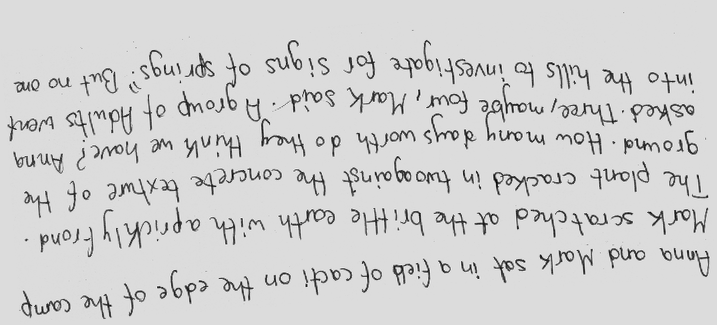 Anna and Mark sat in a field of cacti on the edge of the camp
Mark scratched at the brittle earth with a prickly frond.
The plant cracked in two against the concrete texture of the
ground. How many days worth do they think we have? Anna
asked. Three, maybe four, Mark said. A group of Adults went
into the hills to investigate for signs of springs." But no one